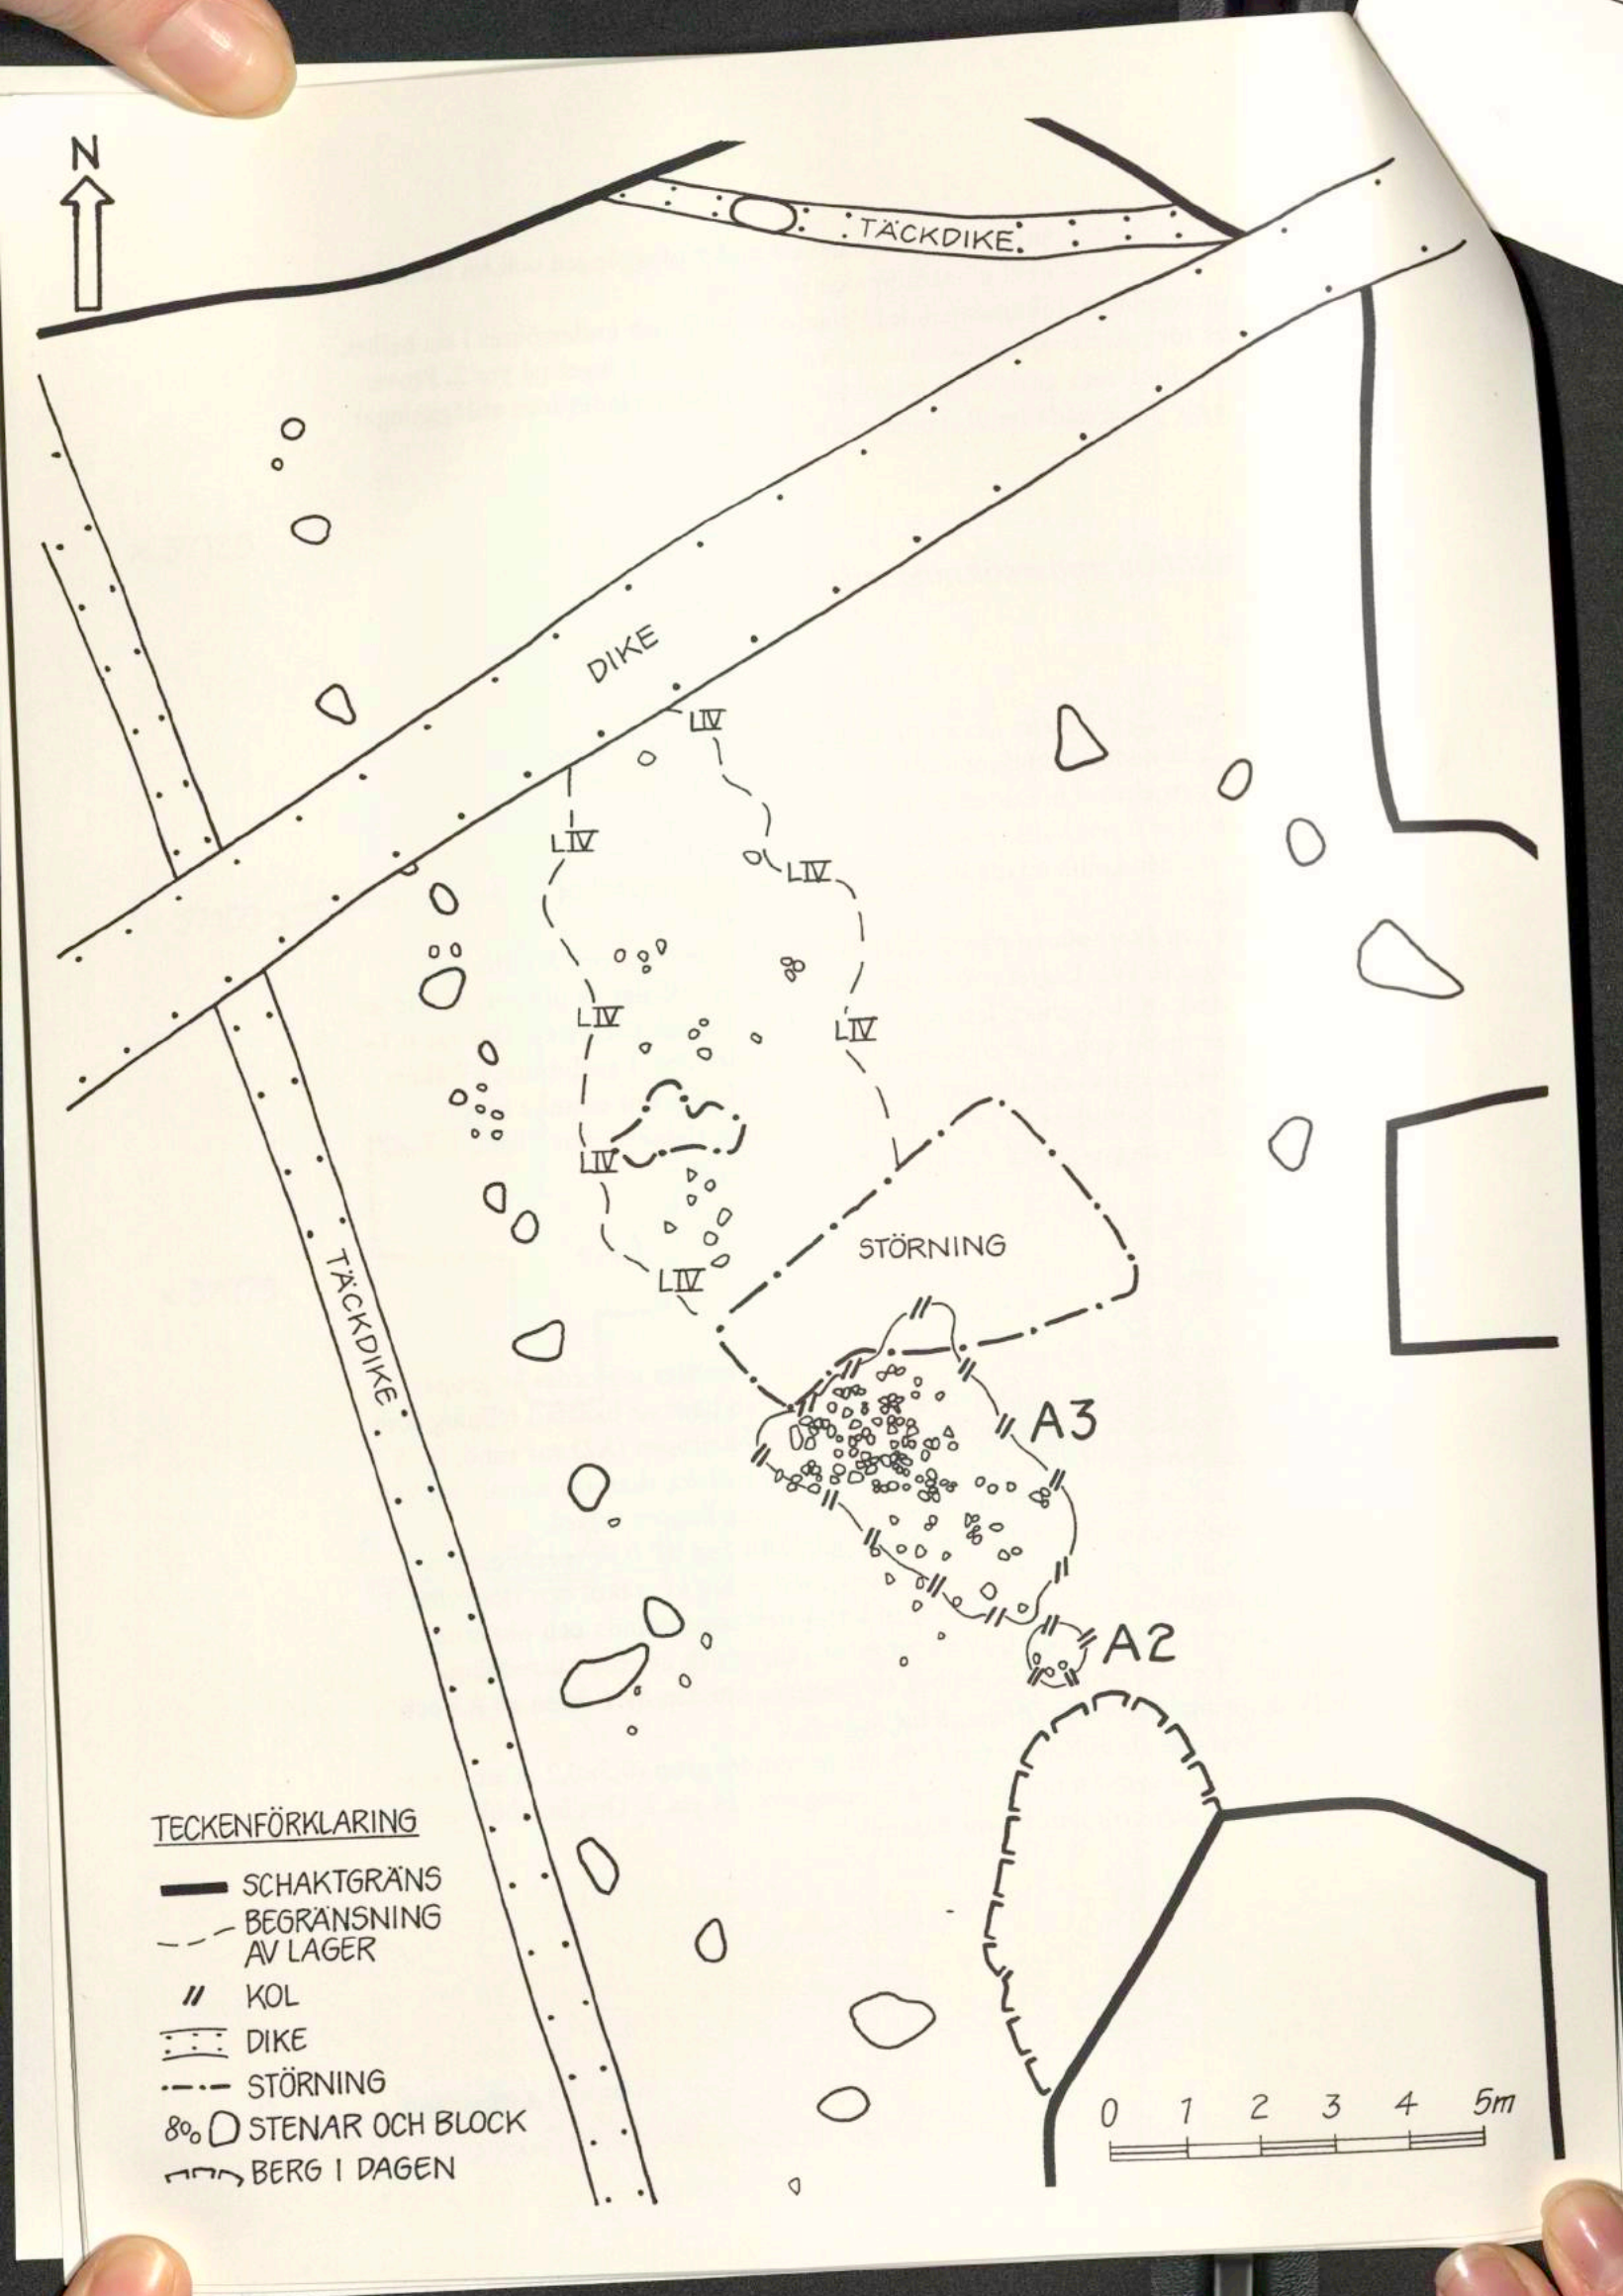 N
TÄCKDIKE
DIKE
LIV
LIV
LIV
LIV
LIV
LIV
LIV
STÖRNING
TÄCKDIKE
A3
A2
TECKENFÖRKLARING
SCHAKTGRÄNS
BEGRÄNSNING
AV LAGER
KOL
DIKE
STÖRNING
STENAR OCH BLOCK
BERG I DAGEN
0 1 2 3 4 5m